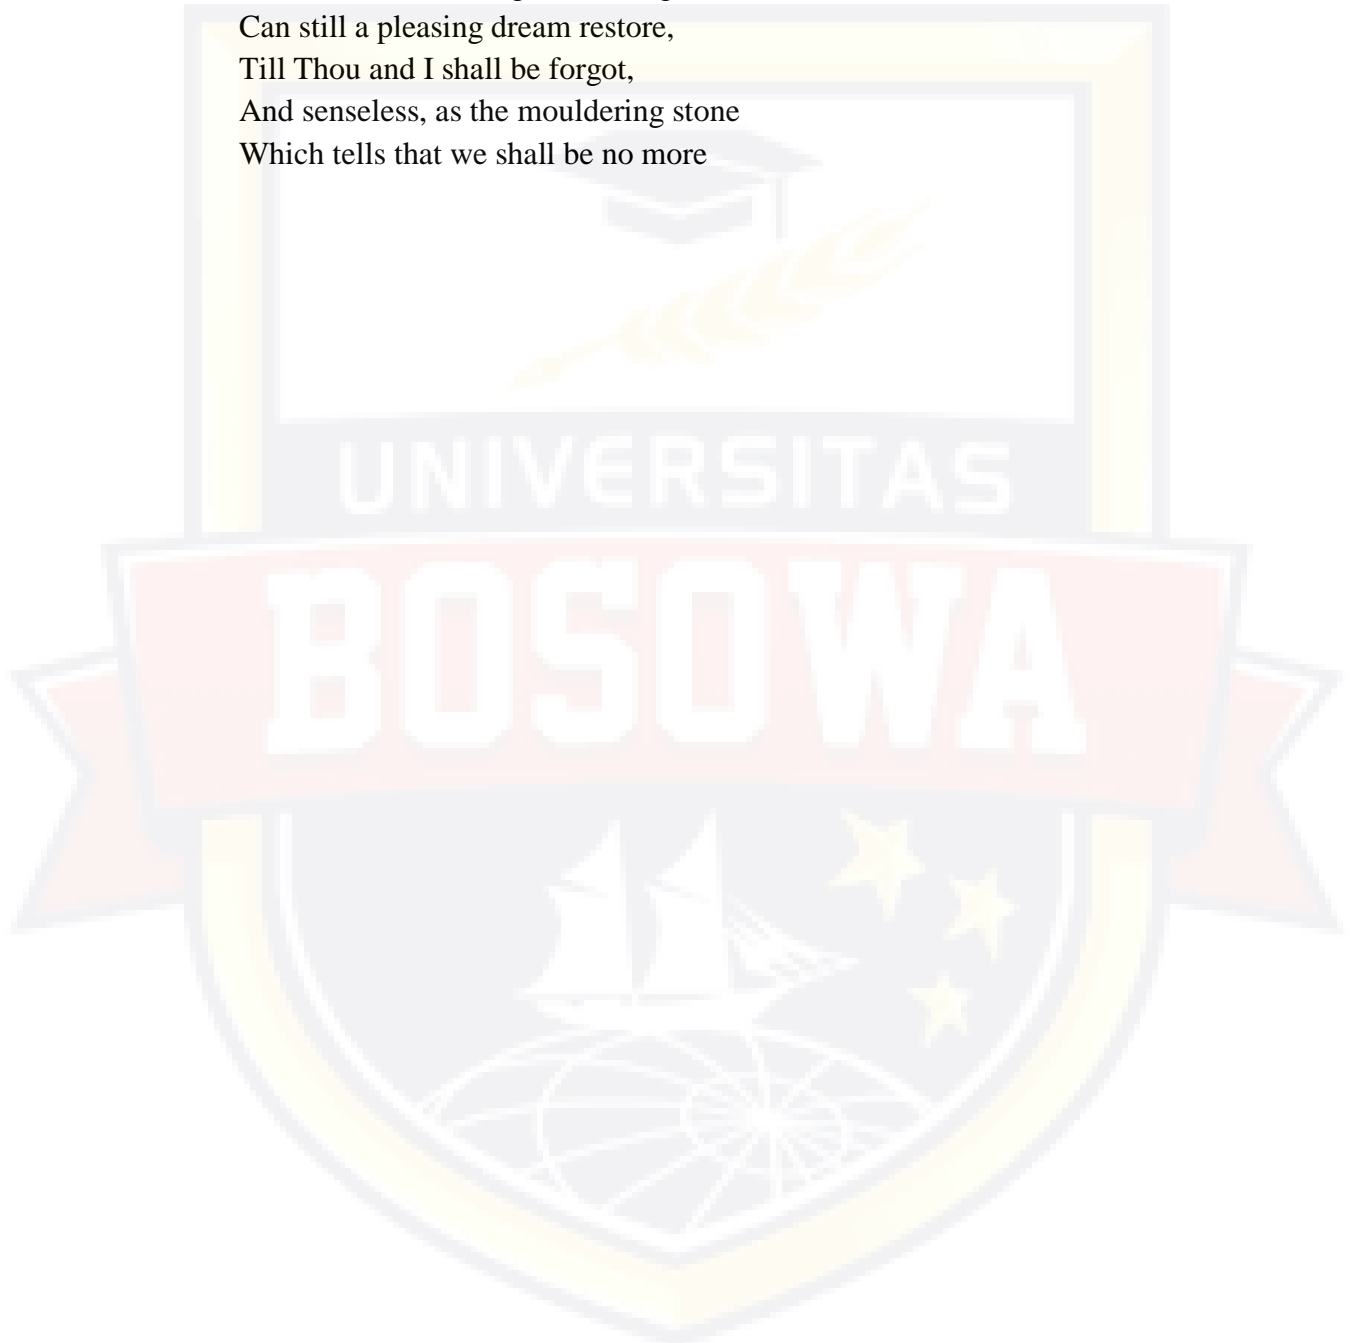 Can still a pleasing dream restore,
Till Thou and I shall be forgot,
And senseless, as the mouldering stone
Which tells that we shall be no more
UNIVERSITAS
BOSOWA